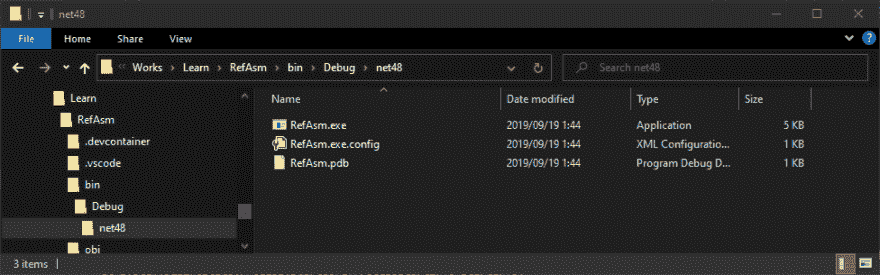 net48
File Home Share View
Works Learn RefAsm bin Debug net48 Search net48
Learn
RefAsm
.devcontainer
.vscode
bin
Debug
net48
obj
Name Date modified Type Size
RefAsm.exe 2019/09/19 1:44 Application 5 KB
RefAsm.exe.config 2019/09/19 1:44 XML Configuratio... 1 KB
RefAsm.pdb 2019/09/19 1:44 Program Debug D... 1 KB
3 items